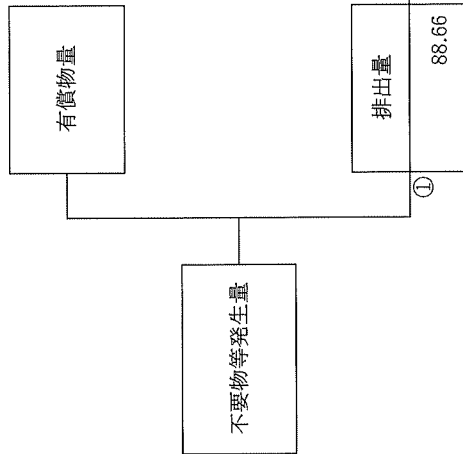 不要物等発生量
有償物量
①
排出量
88.66